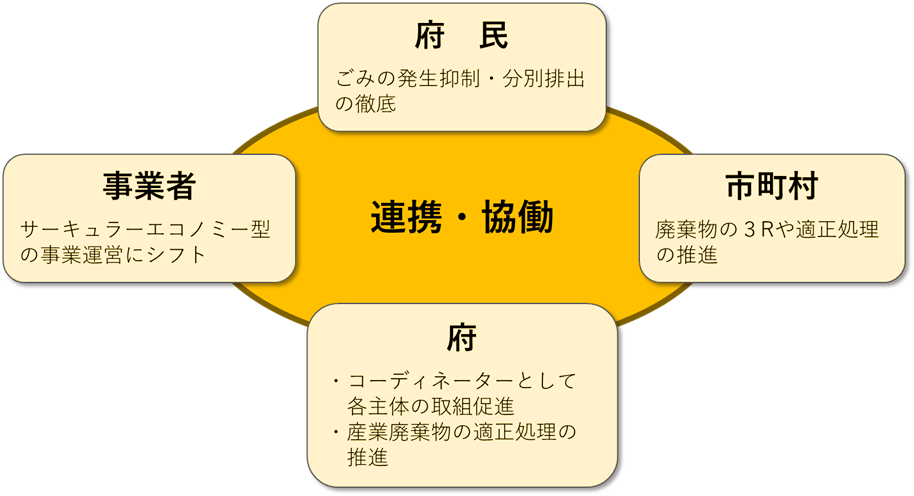 府　民
ごみの発生抑制・分別排出
の徹底
事業者
サーキュラーエコノミー型
の事業運営にシフト
連携・協働
市町村
廃棄物の３Rや適正処理
の推進
府
・コーディネーターとして
各主体の取組促進
・産業廃棄物の適正処理の
推進